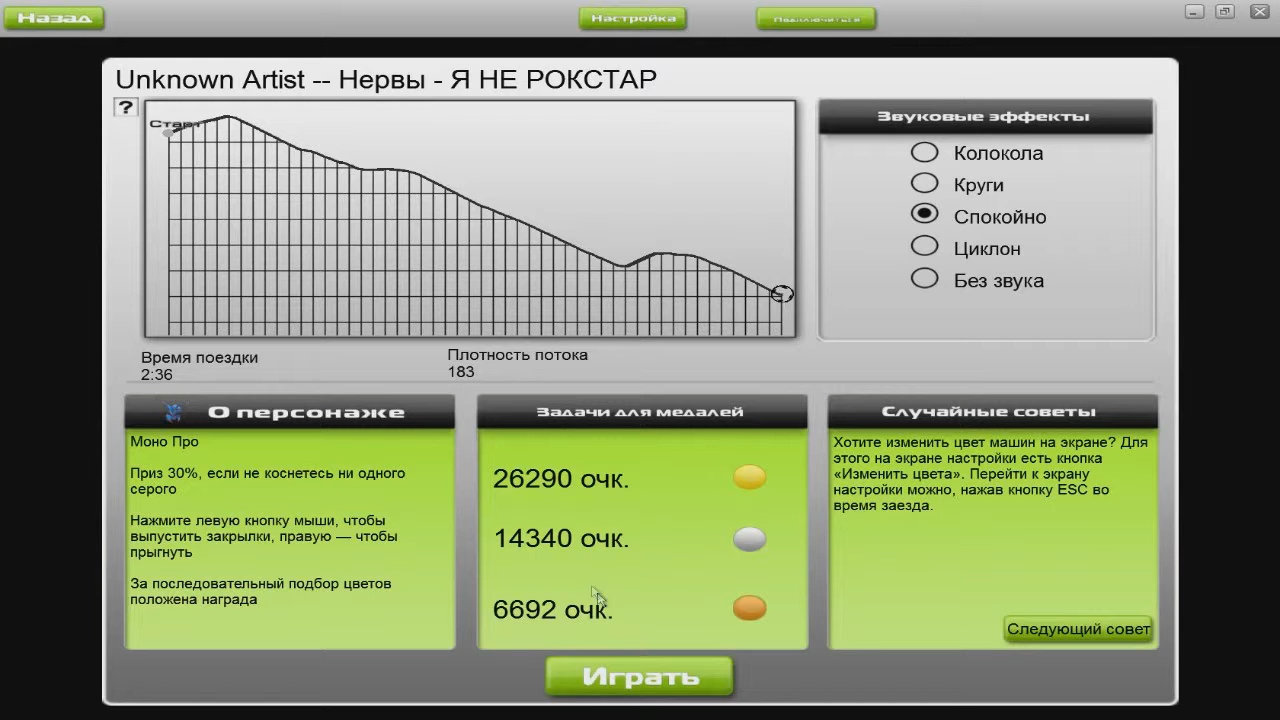 Назад
Настройка
Подключиться
Unknown Artist -- Нервы - Я НЕ РОКСТАР
?
Старт
Звуковые эффекты
Колокола
Круги
Спокойно
Циклон
Без звука
Время поездки
2:36
Плотность потока
183
О персонаже
Моно Про
Приз 30%, если не коснетесь ни одного
серого
Нажмите левую кнопку мыши, чтобы
выпустить закрылки, правую — чтобы
прыгнуть
За последовательный подбор цветов
положена награда
Задачи для медалей
26290 очк.
14340 очк.
6692 очк.
Случайные советы
Хотите изменить цвет машин на экране? Для
этого на экране настройки есть кнопка
«Изменить цвета». Перейти к экрану
настройки можно, нажав кнопку ESC во
время заезда.
Следующий совет
Играть